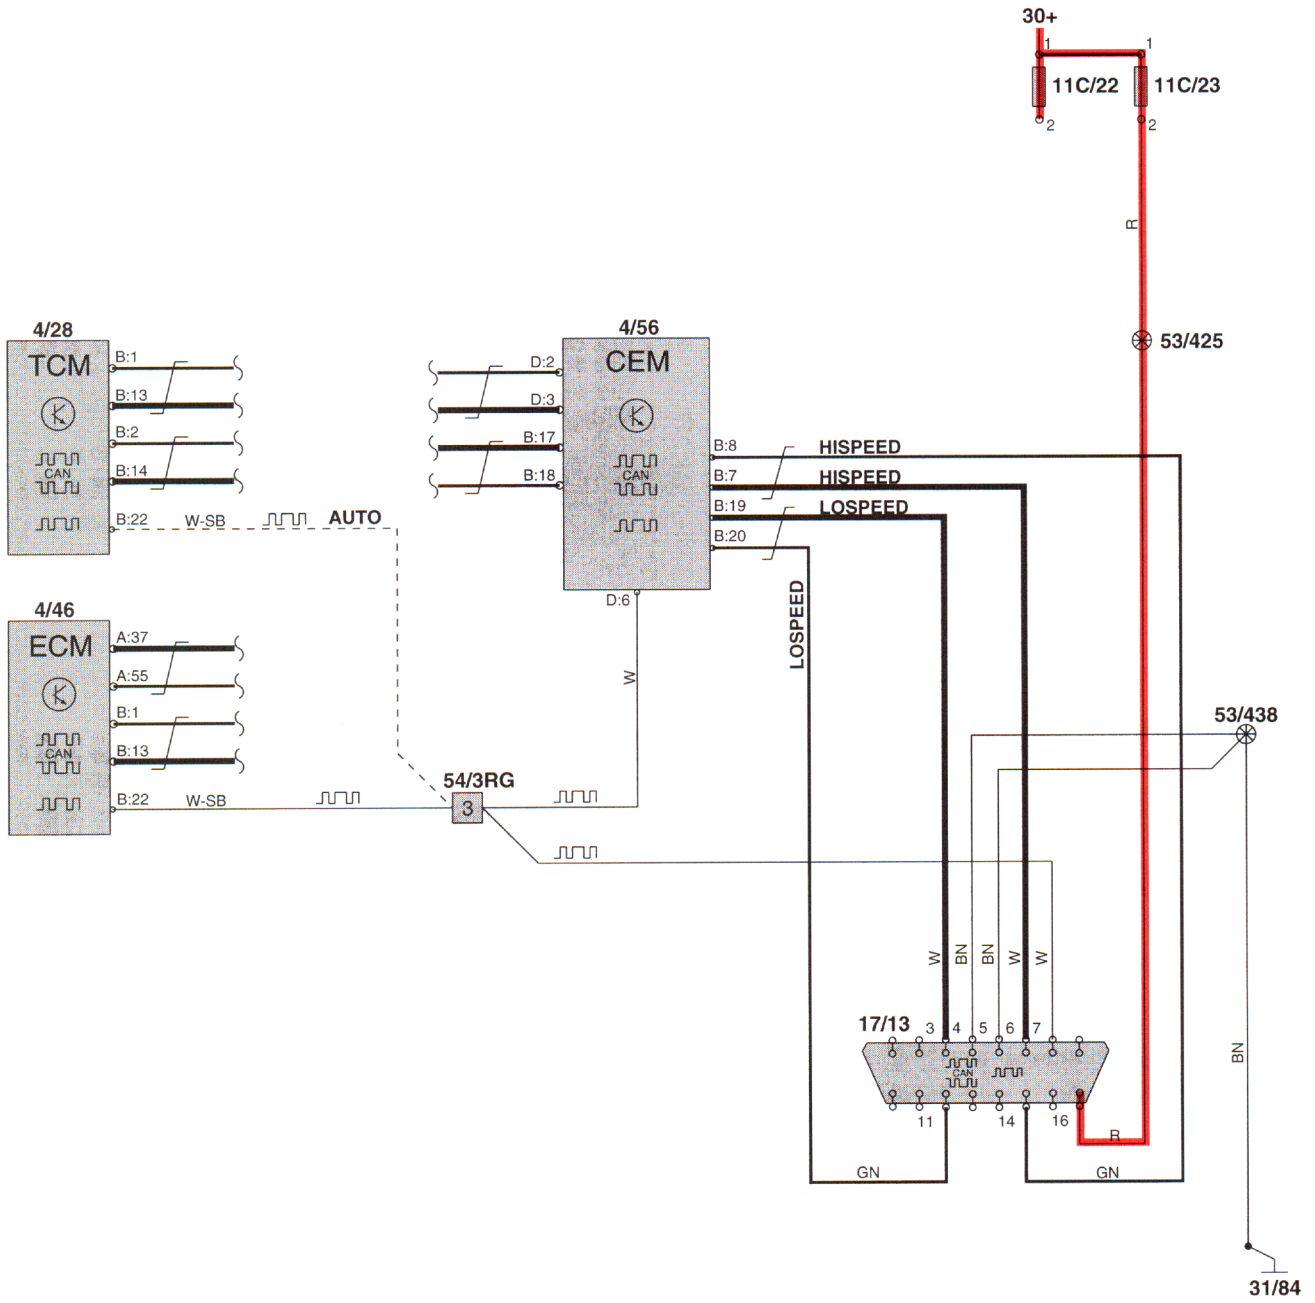 30+
1
1
11C/22
11C/23
2
2
R
53/425
4/28
TCM
B:1
B:13
B:2
CAN
B:14
B:22
W-SB
AUTO
4/56
CEM
D:2
D:3
B:17
CAN
B:18
B:8
HISPEED
B:7
HISPEED
B:19
LOSPEED
B:20
LOSPEED
D:6
W
4/46
ECM
A:37
A:55
B:1
CAN
B:13
B:22
W-SB
54/3RG
3
53/438
W
BN
BN
W
W
17/13
3
4
5
6
7
CAN
11
14
16
R
GN
GN
BN
31/84